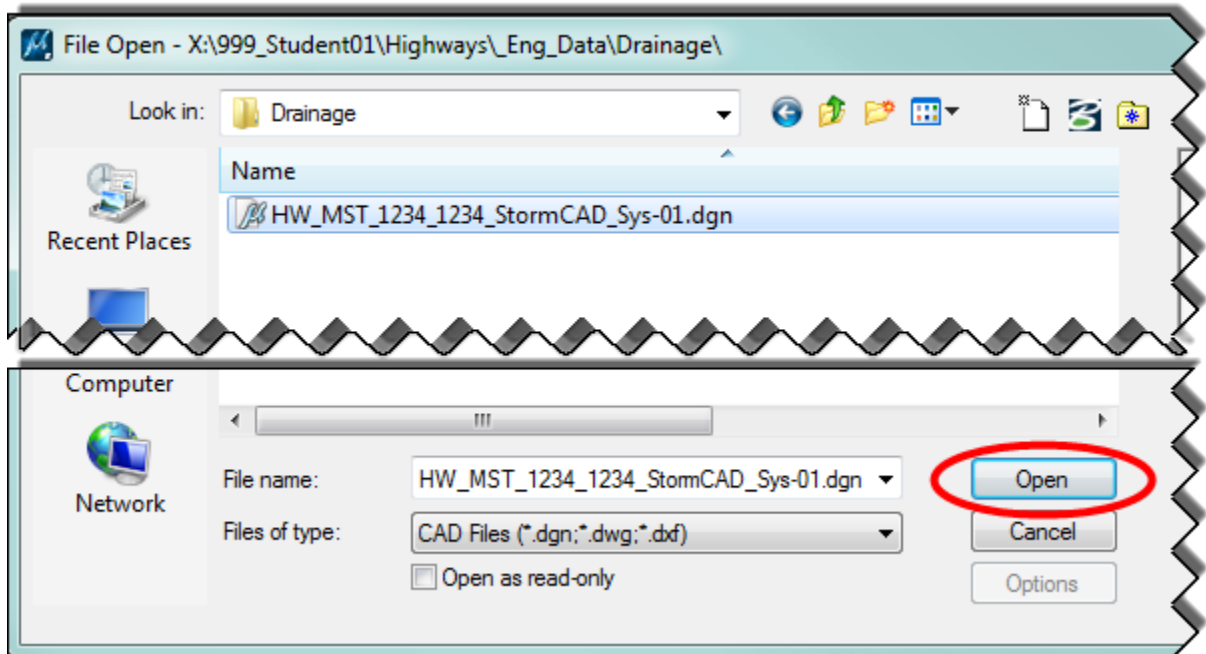 File Open - X:\999_Student01\Highways\_Eng_Data\Drainage\
Look in: Drainage
Name
HW_MST_1234_1234_StormCAD_Sys-01.dgn
Recent Places
Computer
Network
File name: HW_MST_1234_1234_StormCAD_Sys-01.dgn Open
Files of type: CAD Files (*.dgn;*.dwg;*.dxf) Cancel
Open as read-only Options